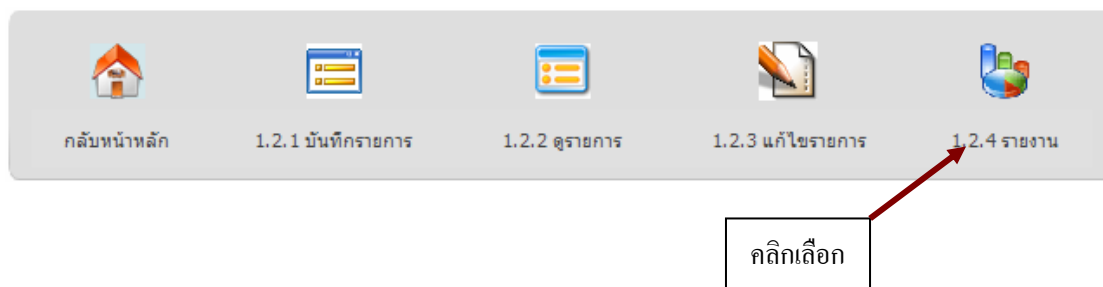 กลับหน้าหลัก 1.2.1 บันทึกรายการ 1.2.2 ดูรายการ 1.2.3 แก้ไขรายการ 1.2.4 รายงาน
คลิกเลือก